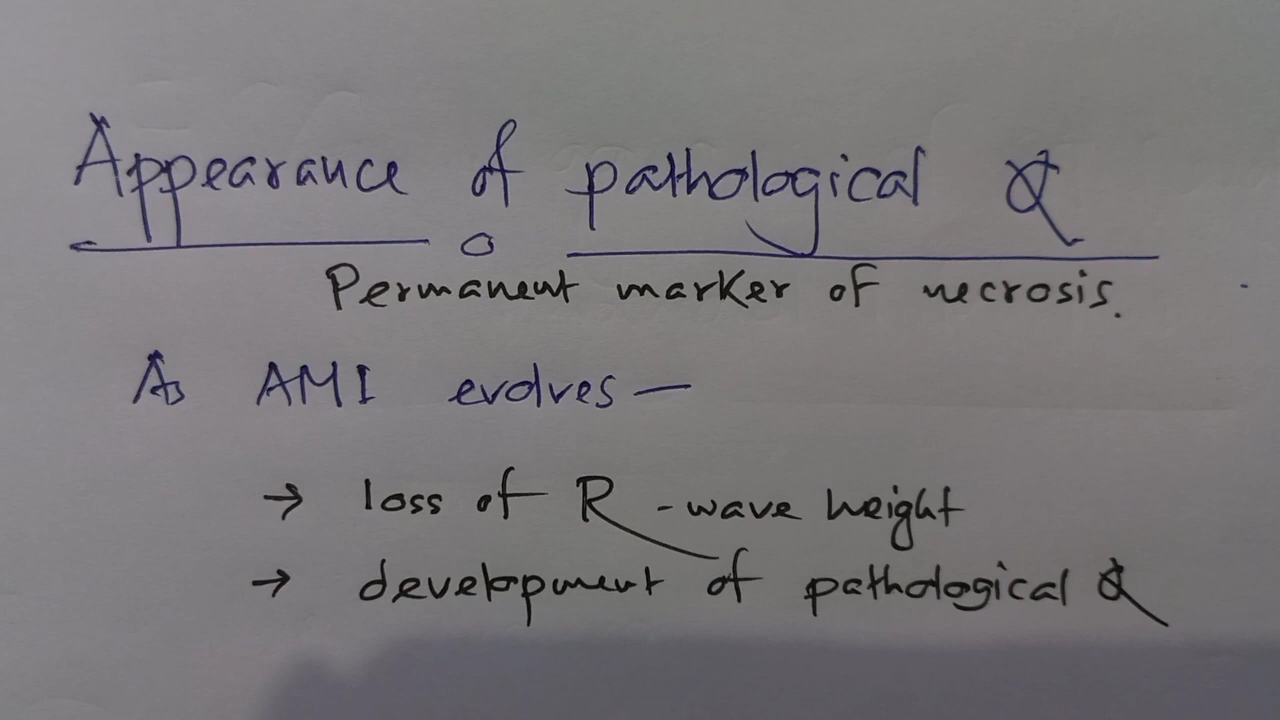 Appearance of pathological Q
Permanent marker of necrosis.
As AMI evolves —
→ loss of R-wave height
→ development of pathological Q